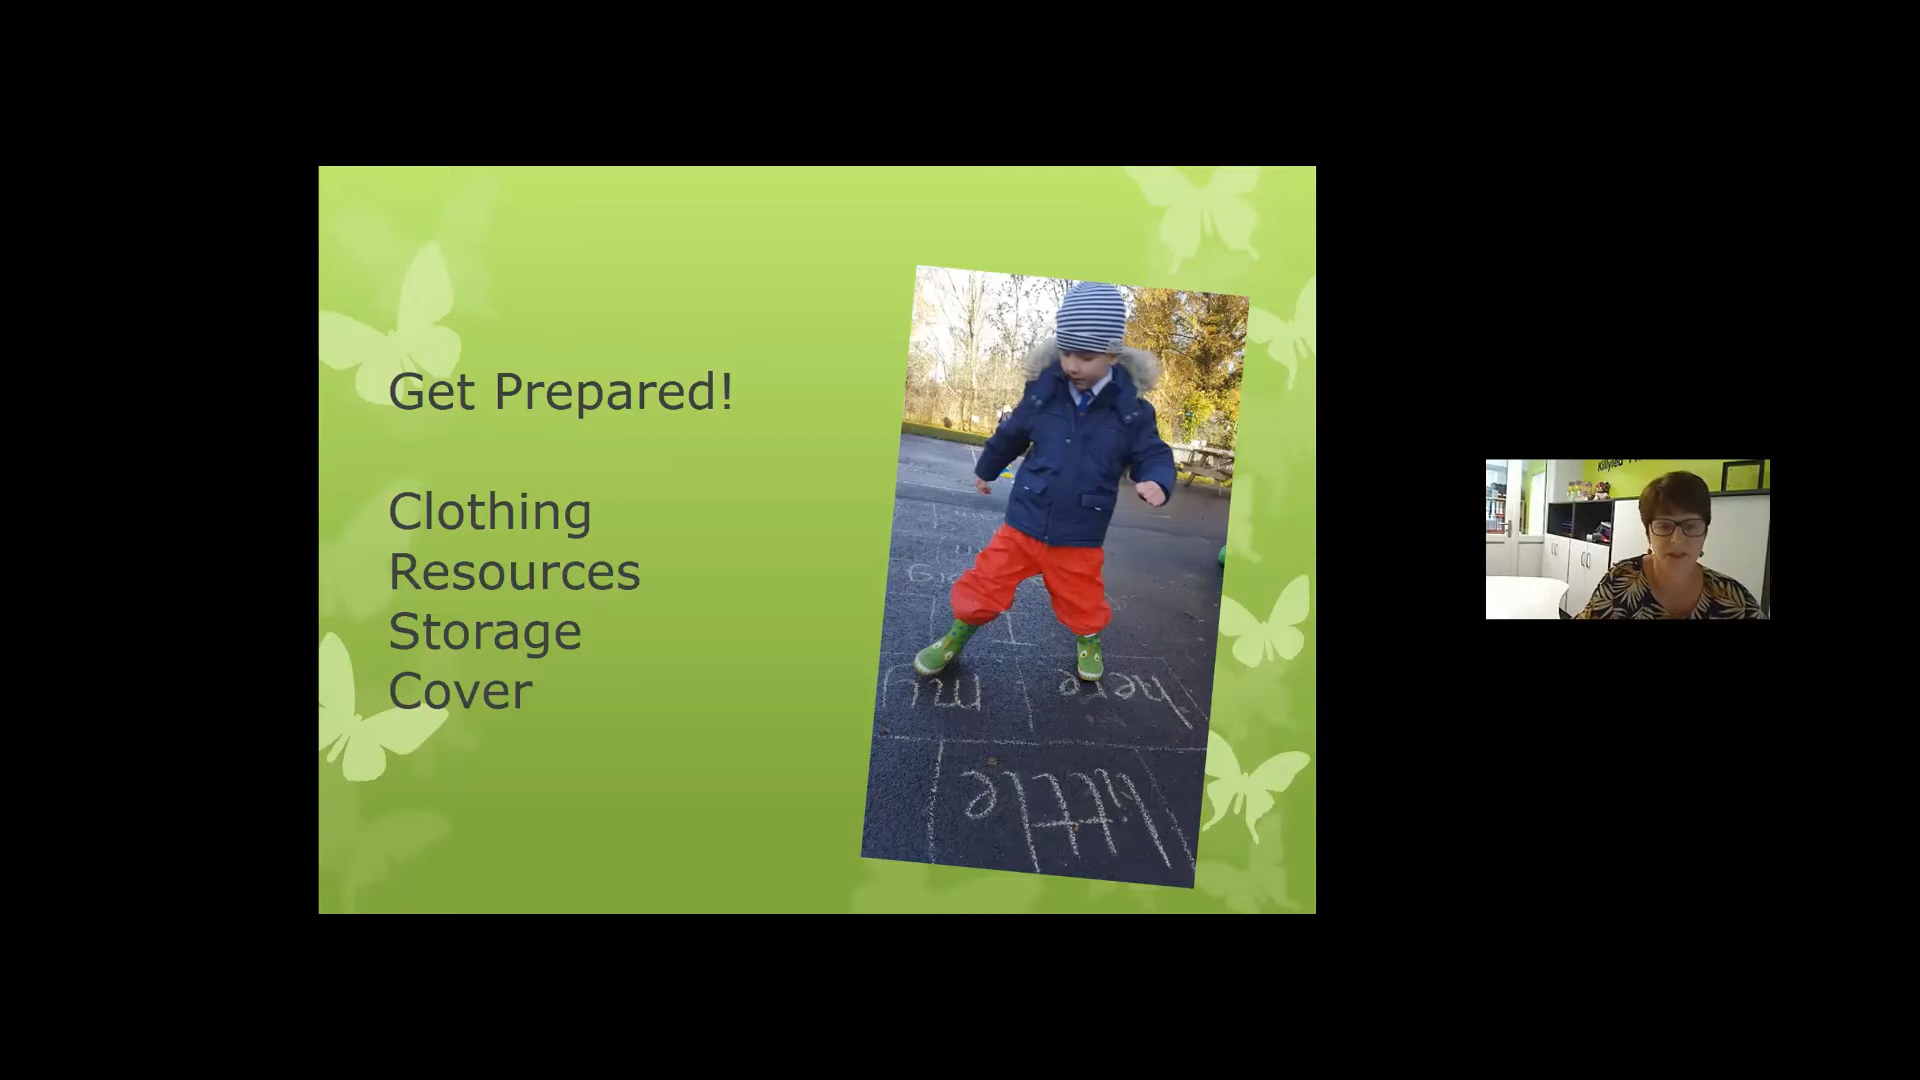 Get Prepared!
Clothing
Resources
Storage
Cover
my
here
little